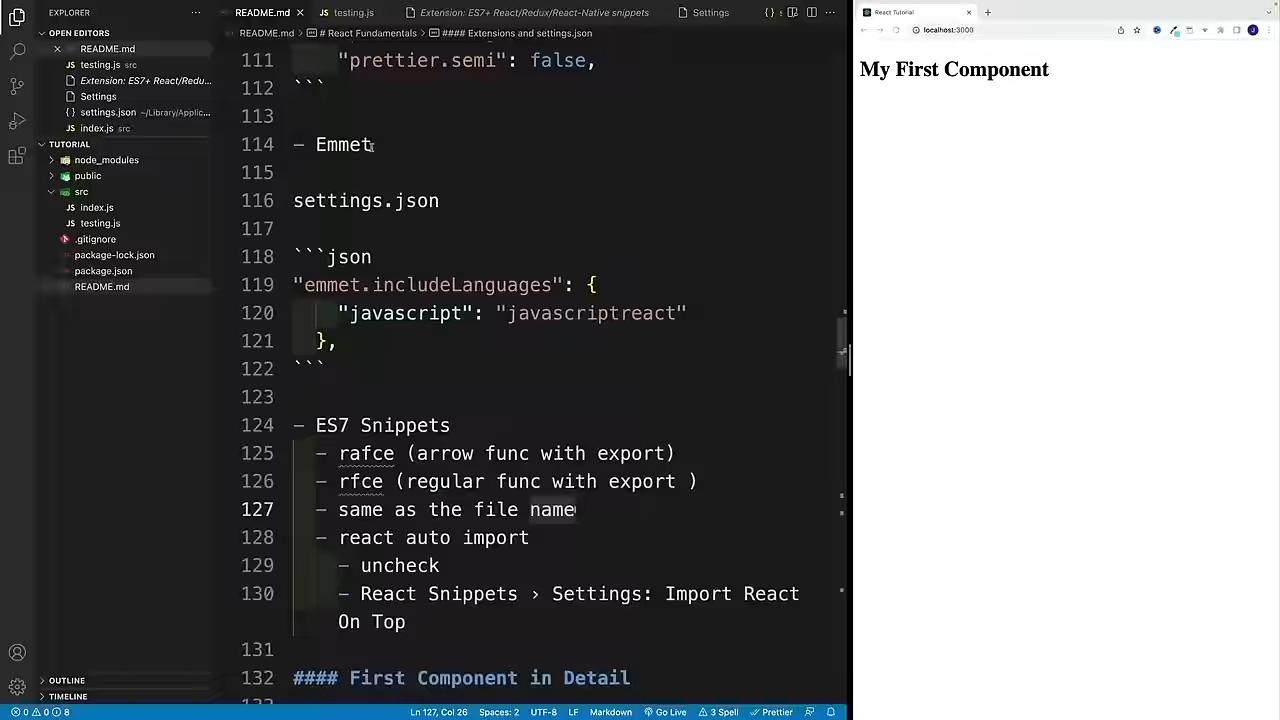 EXPLORER
README.md
testing.js
Extension: ES7+ React/Redux/React-Native snippets
Settings
OPEN EDITORS
README.md
testing.js src
Extension: ES7+ React/Redu...
Settings
settings.json ~/Library/Applic...
index.js src
TUTORIAL
node_modules
public
src
index.js
testing.js
.gitignore
package-lock.json
package.json
README.md
OUTLINE
TIMELINE
README.md > # React Fundamentals > #### Extensions and settings.json
111 "prettier.semi": false,
112 ```
113
114 - Emmet
115
116 settings.json
117
118 ```json
119 "emmet.includeLanguages": {
120 "javascript": "javascriptreact"
121 },
122 ```
123
124 - ES7 Snippets
125 - rafce (arrow func with export)
126 - rfce (regular func with export )
127 - same as the file name
128 - react auto import
129 - uncheck
130 - React Snippets › Settings: Import React
On Top
131
132 #### First Component in Detail
0 0 8
Ln 127, Col 26
Spaces: 2
UTF-8
LF
Markdown
Go Live
3 Spell
Prettier
React Tutorial
localhost:3000
J
My First Component